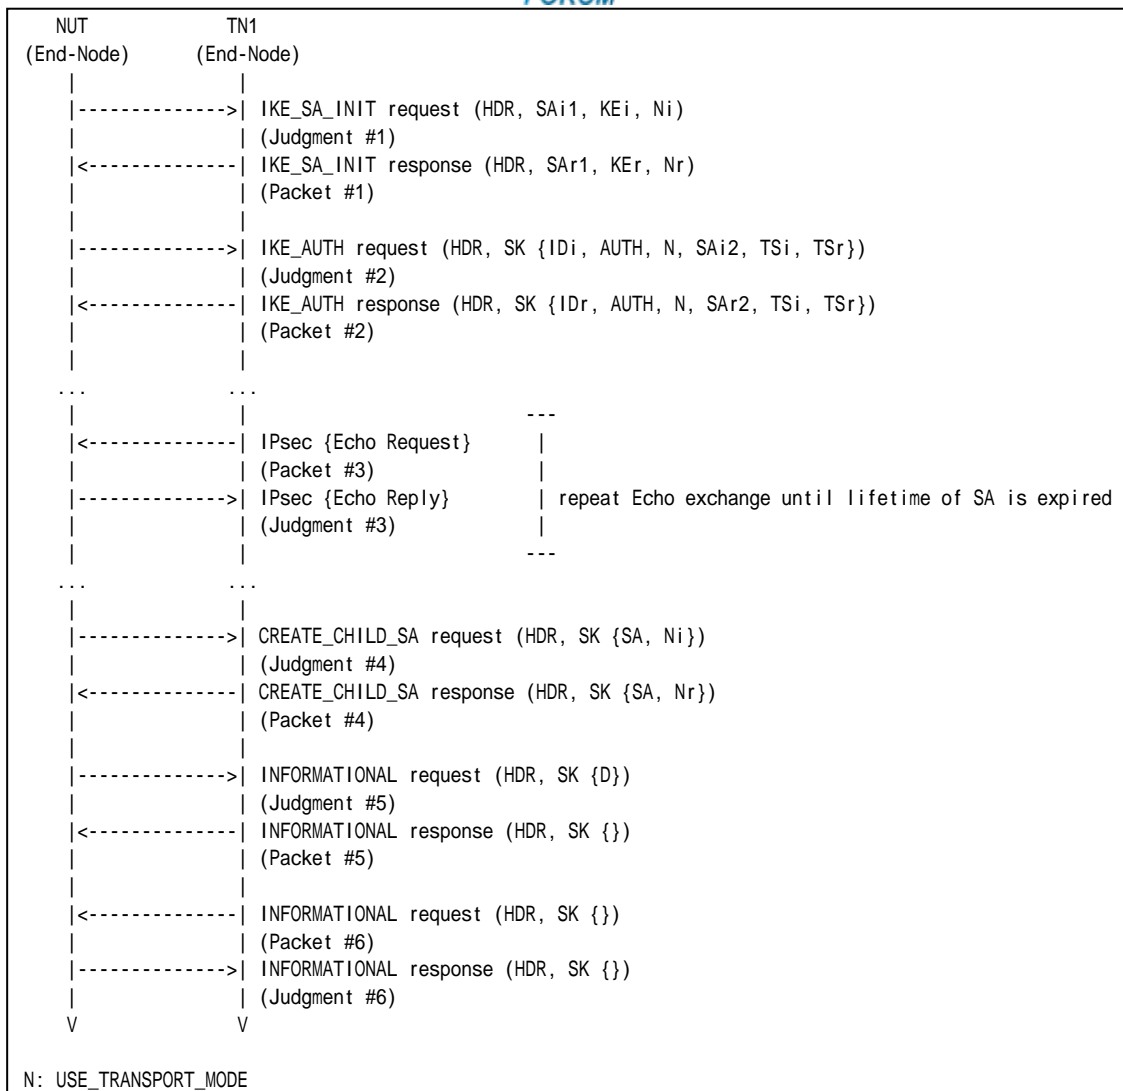 NUT TN1
(End-Node) (End-Node)
| |
|-------------->| IKE_SA_INIT request (HDR, SAi1, KEi, Ni)
| | (Judgment #1)
|<--------------| IKE_SA_INIT response (HDR, SAr1, KEr, Nr)
| | (Packet #1)
| |
|-------------->| IKE_AUTH request (HDR, SK {IDi, AUTH, N, SAi2, TSi, TSr})
| | (Judgment #2)
|<--------------| IKE_AUTH response (HDR, SK {IDr, AUTH, N, SAr2, TSi, TSr})
| | (Packet #2)
| |
... ...
| | ---
|<--------------| IPsec {Echo Request} |
| | (Packet #3) |
|-------------->| IPsec {Echo Reply} | repeat Echo exchange until lifetime of SA is expired
| | (Judgment #3) |
| | ---
... ...
| |
|-------------->| CREATE_CHILD_SA request (HDR, SK {SA, Ni})
| | (Judgment #4)
|<--------------| CREATE_CHILD_SA response (HDR, SK {SA, Nr})
| | (Packet #4)
| |
|-------------->| INFORMATIONAL request (HDR, SK {D})
| | (Judgment #5)
|<--------------| INFORMATIONAL response (HDR, SK {})
| | (Packet #5)
| |
|<--------------| INFORMATIONAL request (HDR, SK {})
| | (Packet #6)
|-------------->| INFORMATIONAL response (HDR, SK {})
| | (Judgment #6)
V V
N: USE_TRANSPORT_MODE